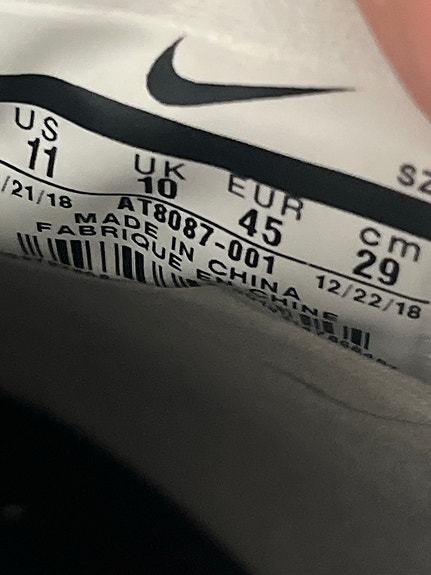 US UK EUR cm SZ
11 10 45 29
/21/18 AT8087-001 12/22/18
MADE IN CHINA
FABRIQUE EN CHINE